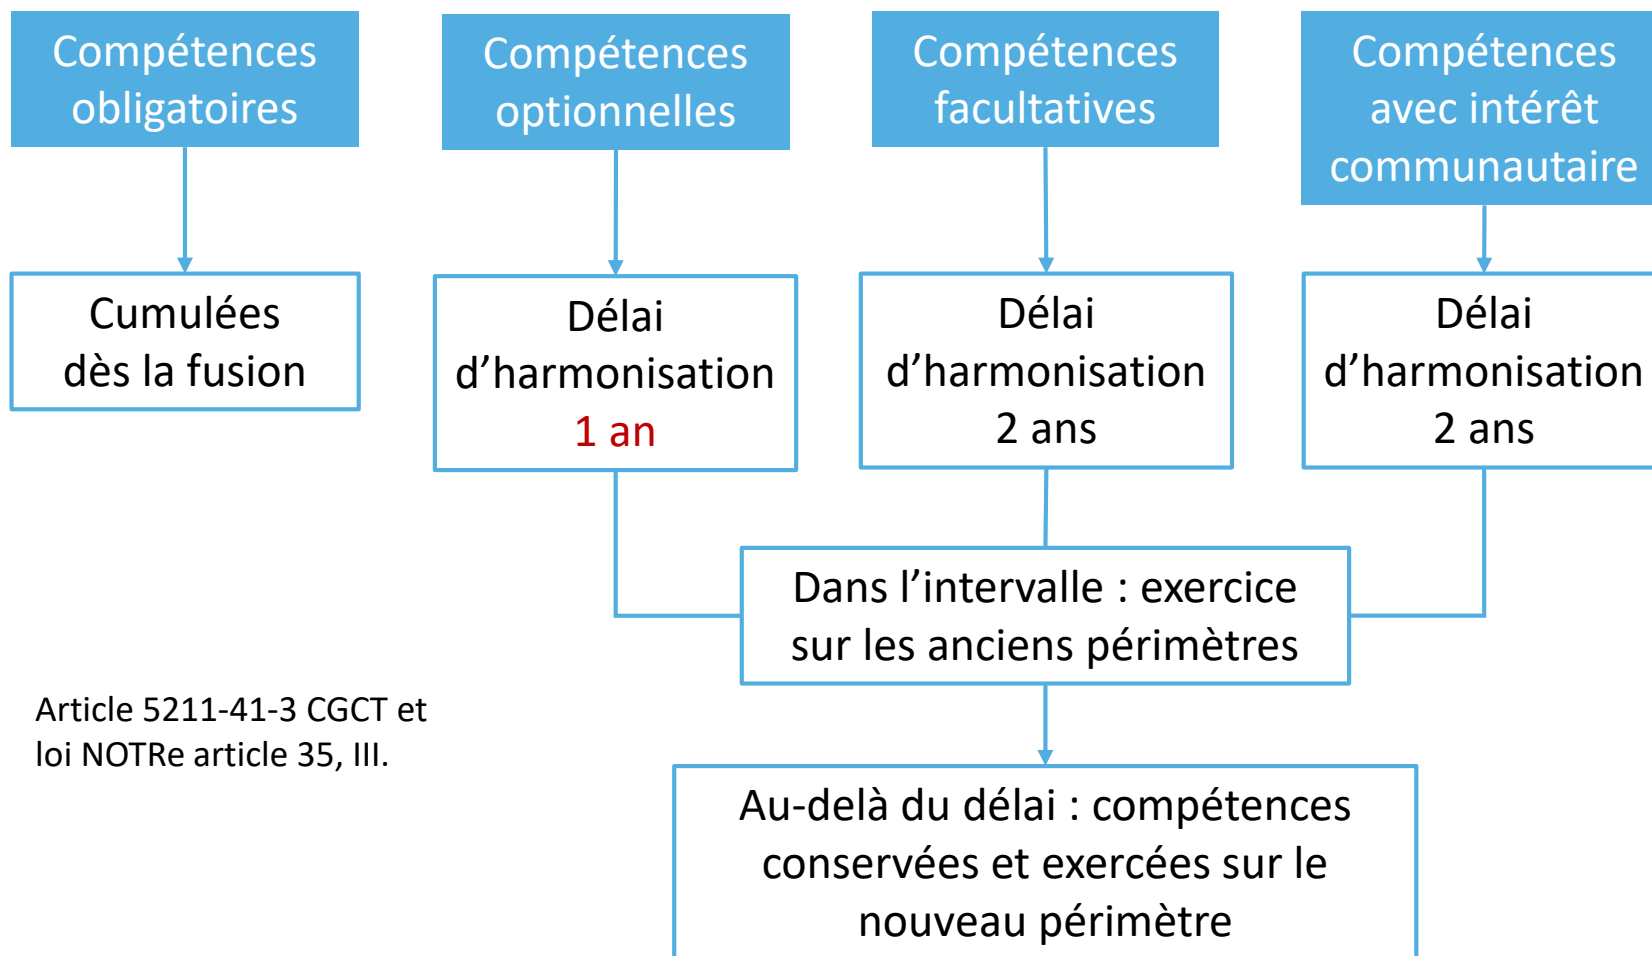 Compétences
obligatoires
Compétences
optionnelles
Compétences
facultatives
Compétences
avec intérêt
communautaire
Cumulées
dès la fusion
Délai
d’harmonisation
1 an
Délai
d’harmonisation
2 ans
Délai
d’harmonisation
2 ans
Dans l’intervalle : exercice
sur les anciens périmètres
Article 5211-41-3 CGCT et
loi NOTRe article 35, III.
Au-delà du délai : compétences
conservées et exercées sur le
nouveau périmètre